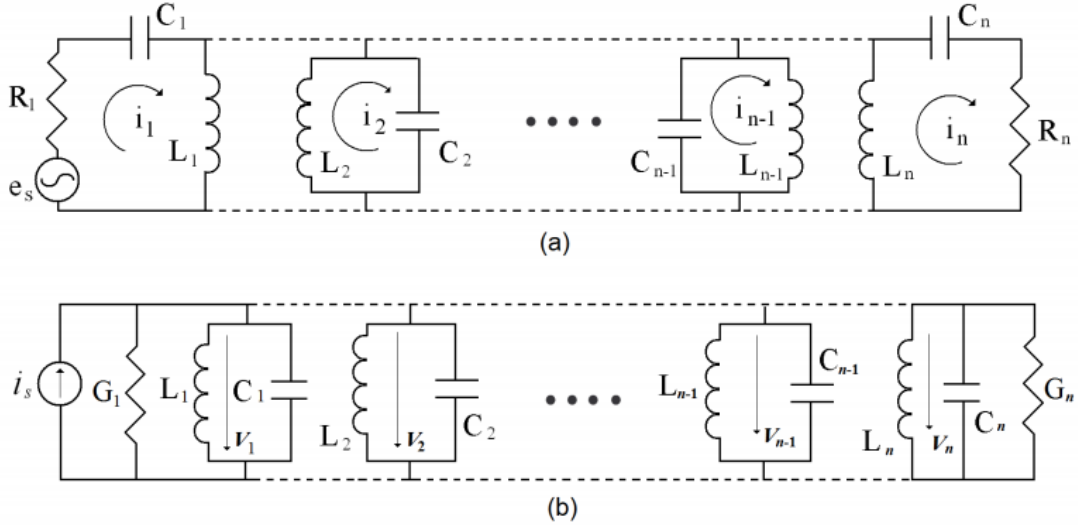 C₁ Cₙ
R₁ i₁ L₁ L₂ i₂ C₂ Cₙ₋₁ iₙ₋₁ Lₙ₋₁ Lₙ iₙ Rₙ
eₛ
(a)
iₛ G₁ L₁ C₁ V₁ L₂ V₂ C₂ Lₙ₋₁ Vₙ₋₁ Cₙ₋₁ Lₙ Vₙ Cₙ Gₙ
(b)